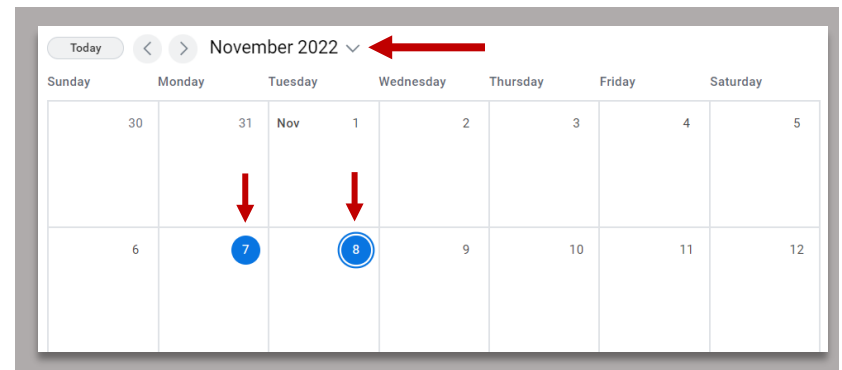 Today November 2022
Sunday Monday Tuesday Wednesday Thursday Friday Saturday
30 31 Nov 1 2 3 4 5
6 7 8 9 10 11 12